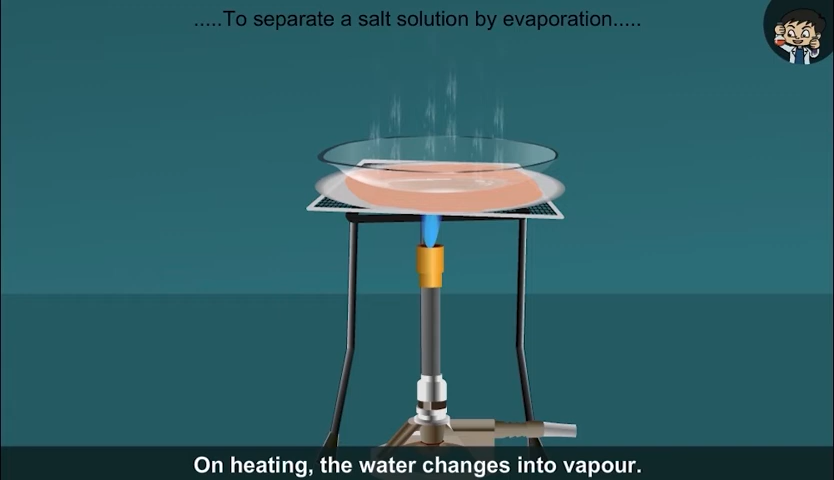 .....To separate a salt solution by evaporation.....
On heating, the water changes into vapour.